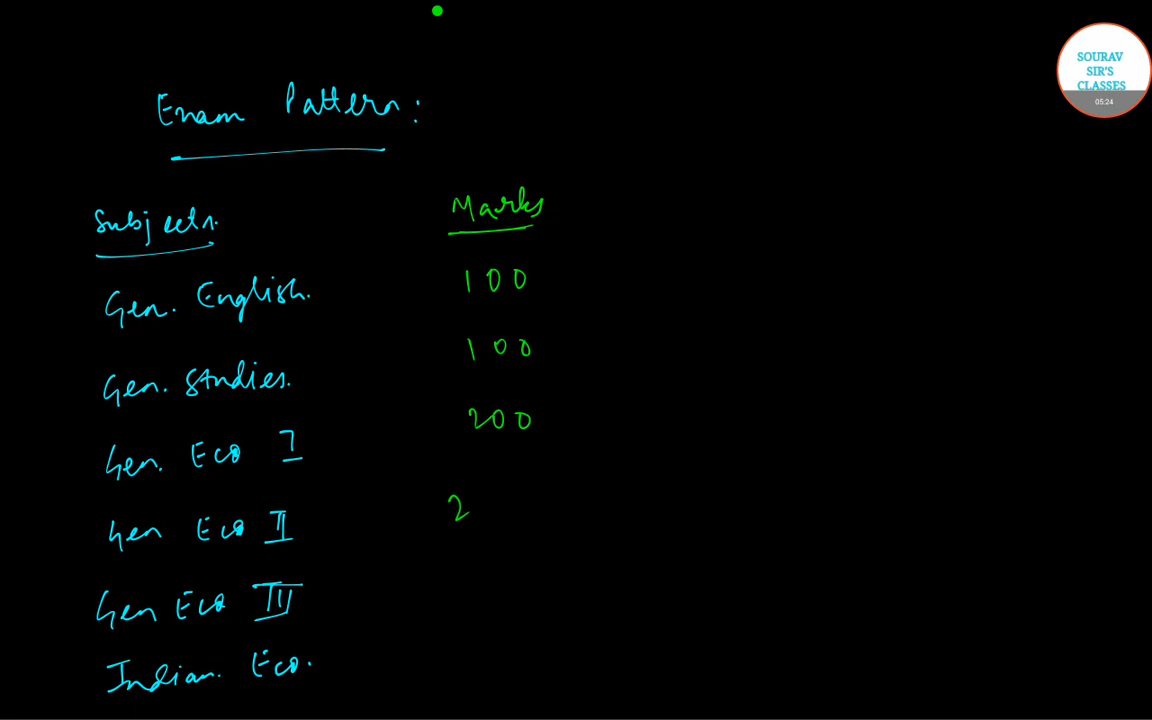 SOURAV
SIR'S
CLASSES
05:24
Exam Pattern:
Subjects. Marks
Gen. English. 100
Gen. Studies. 100
Gen. Eco I 200
Gen Eco II 2
Gen Eco III
Indian. Eco.